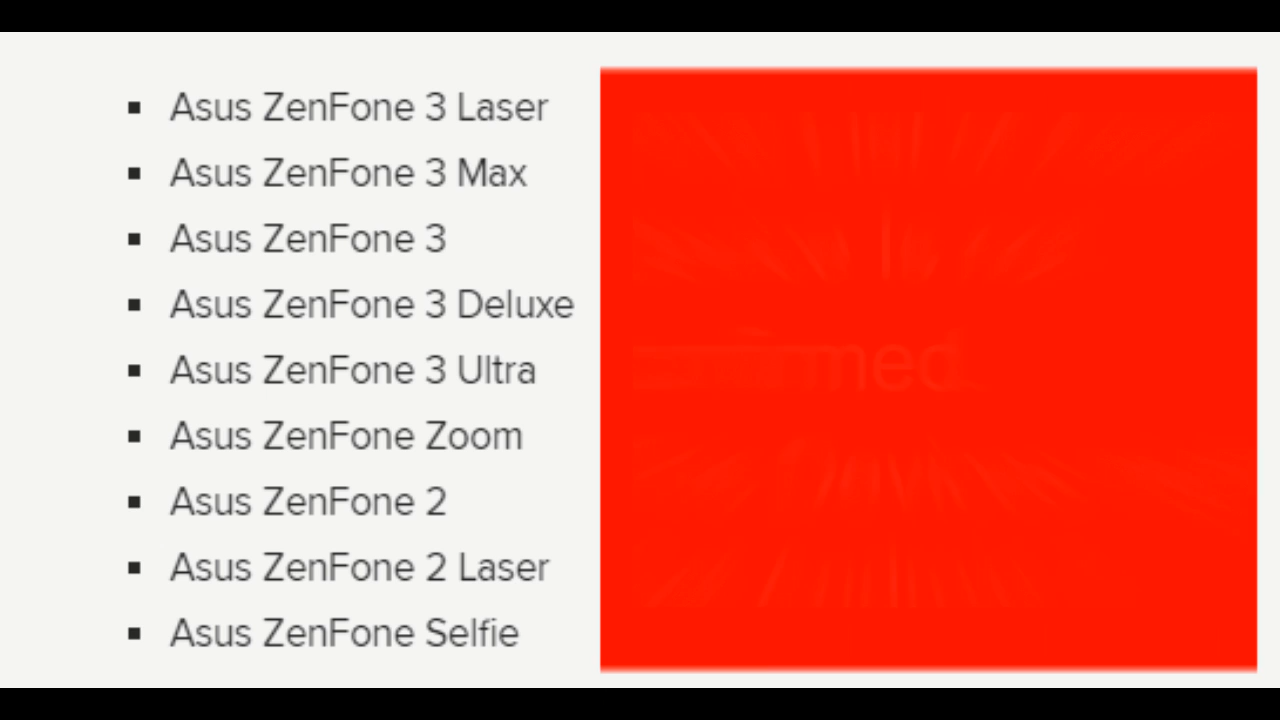 Asus ZenFone 3 Laser
Asus ZenFone 3 Max
Asus ZenFone 3
Asus ZenFone 3 Deluxe
Asus ZenFone 3 Ultra
Asus ZenFone Zoom
Asus ZenFone 2
Asus ZenFone 2 Laser
Asus ZenFone Selfie